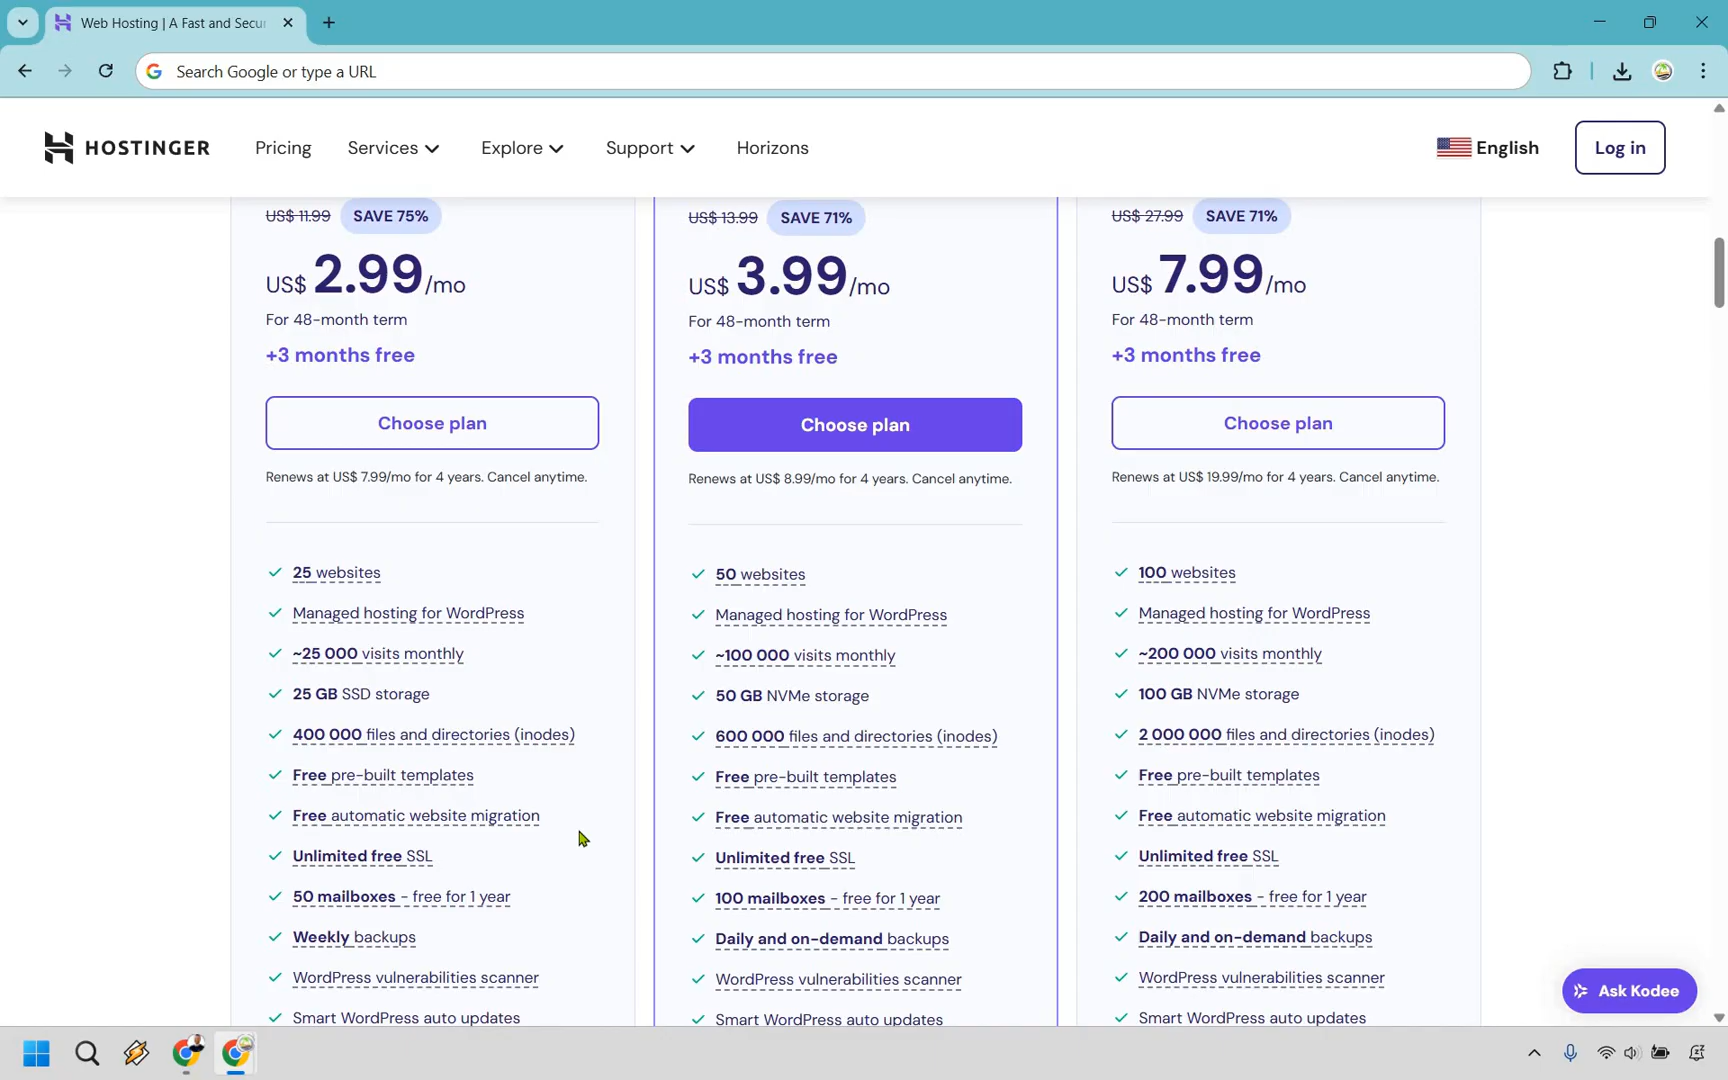 Web Hosting | A Fast and Secu
Search Google or type a URL
HOSTINGER
Pricing
Services
Explore
Support
Horizons
English
Log in
US$ 11.99 SAVE 75%
US$ 2.99/mo
For 48-month term
+3 months free
Choose plan
Renews at US$ 7.99/mo for 4 years. Cancel anytime.
25 websites
Managed hosting for WordPress
~25 000 visits monthly
25 GB SSD storage
400 000 files and directories (inodes)
Free pre-built templates
Free automatic website migration
Unlimited free SSL
50 mailboxes - free for 1 year
Weekly backups
WordPress vulnerabilities scanner
Smart WordPress auto updates
US$ 13.99 SAVE 71%
US$ 3.99/mo
For 48-month term
+3 months free
Choose plan
Renews at US$ 8.99/mo for 4 years. Cancel anytime.
50 websites
Managed hosting for WordPress
~100 000 visits monthly
50 GB NVMe storage
600 000 files and directories (inodes)
Free pre-built templates
Free automatic website migration
Unlimited free SSL
100 mailboxes - free for 1 year
Daily and on-demand backups
WordPress vulnerabilities scanner
Smart WordPress auto updates
US$ 27.99 SAVE 71%
US$ 7.99/mo
For 48-month term
+3 months free
Choose plan
Renews at US$ 19.99/mo for 4 years. Cancel anytime.
100 websites
Managed hosting for WordPress
~200 000 visits monthly
100 GB NVMe storage
2 000 000 files and directories (inodes)
Free pre-built templates
Free automatic website migration
Unlimited free SSL
200 mailboxes - free for 1 year
Daily and on-demand backups
WordPress vulnerabilities scanner
Smart WordPress auto updates
Ask Kodee